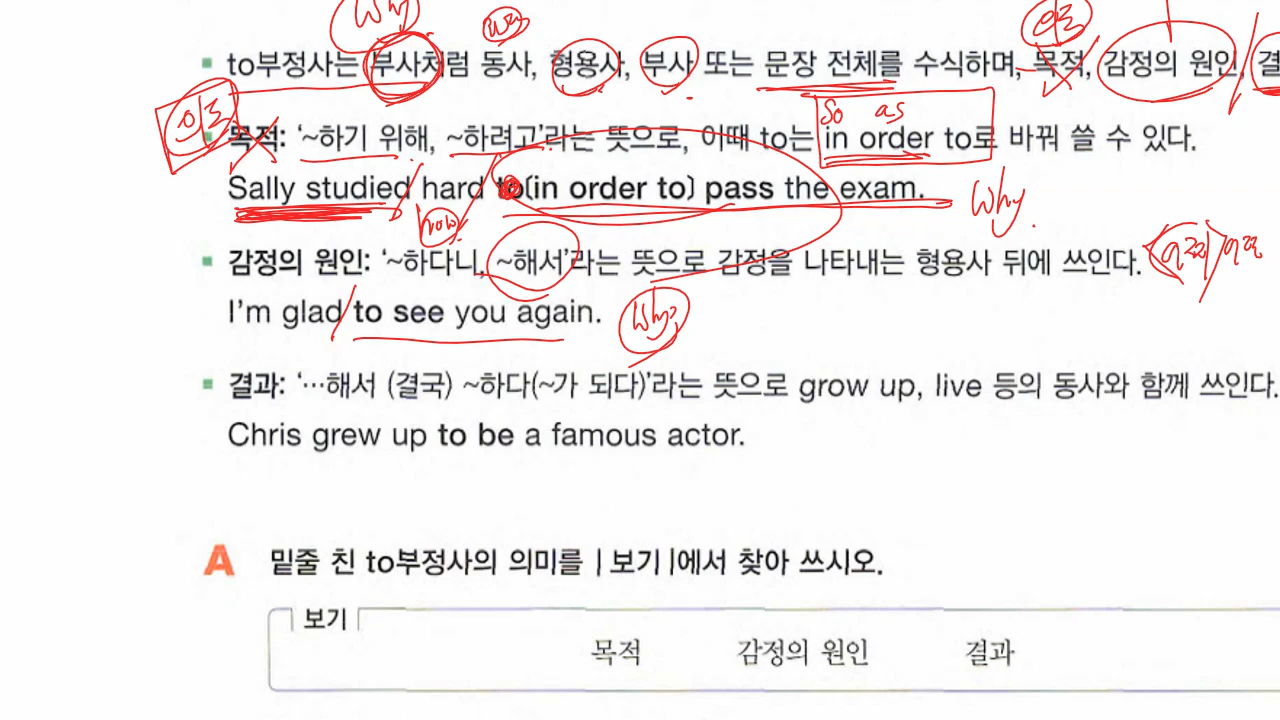 Why
why
의도
to부정사는 부사처럼 동사, 형용사, 부사 또는 문장 전체를 수식하며, 목적, 감정의 원인, 결
의도
so as
목적: ‘~하기 위해, ~하려고’라는 뜻으로, 이때 to는 in order to로 바꿔 쓸 수 있다.
Sally studied hard to(in order to) pass the exam.
Why
how
감정의 원인: ‘~하다니, ~해서’라는 뜻으로 감정을 나타내는 형용사 뒤에 쓰인다.
I’m glad to see you again.
Why?
결과: ‘…해서 (결국) ~하다(~가 되다)’라는 뜻으로 grow up, live 등의 동사와 함께 쓰인다.
Chris grew up to be a famous actor.
A 밑줄 친 to부정사의 의미를 |보기|에서 찾아 쓰시오.
보기
목적 감정의 원인 결과